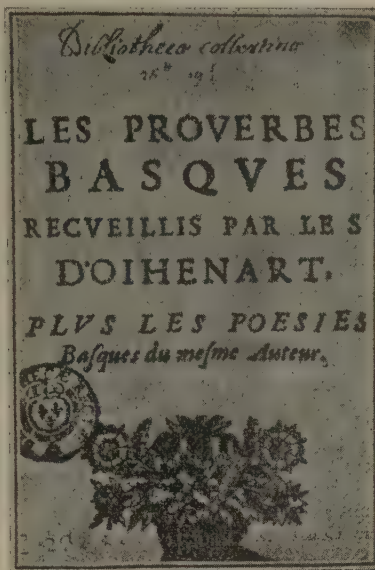 Bibliotheca colbertina
LES PROVERBES
BASQVES
RECVEILLIS PAR LE S
D'OIHENART.
PLVS LES POESIES
Basques du mesme Auteur.